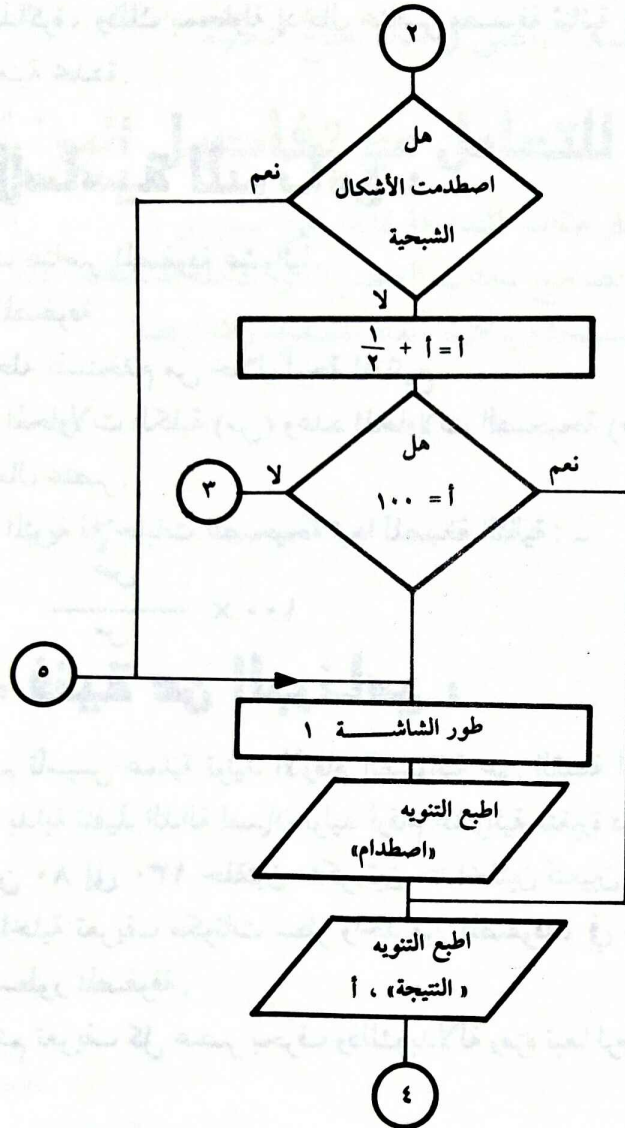 ٢
هل
اصطدمت الأشكال
الشبحية
نعم
لا
أ = أ + ١/٢
هل
أ = ١٠٠
نعم
لا
٣
٥
طور الشاشــــــة ١
اطبع التنويه
«اصطدام»
اطبع التنويه
«النتيجة» ، أ
٤